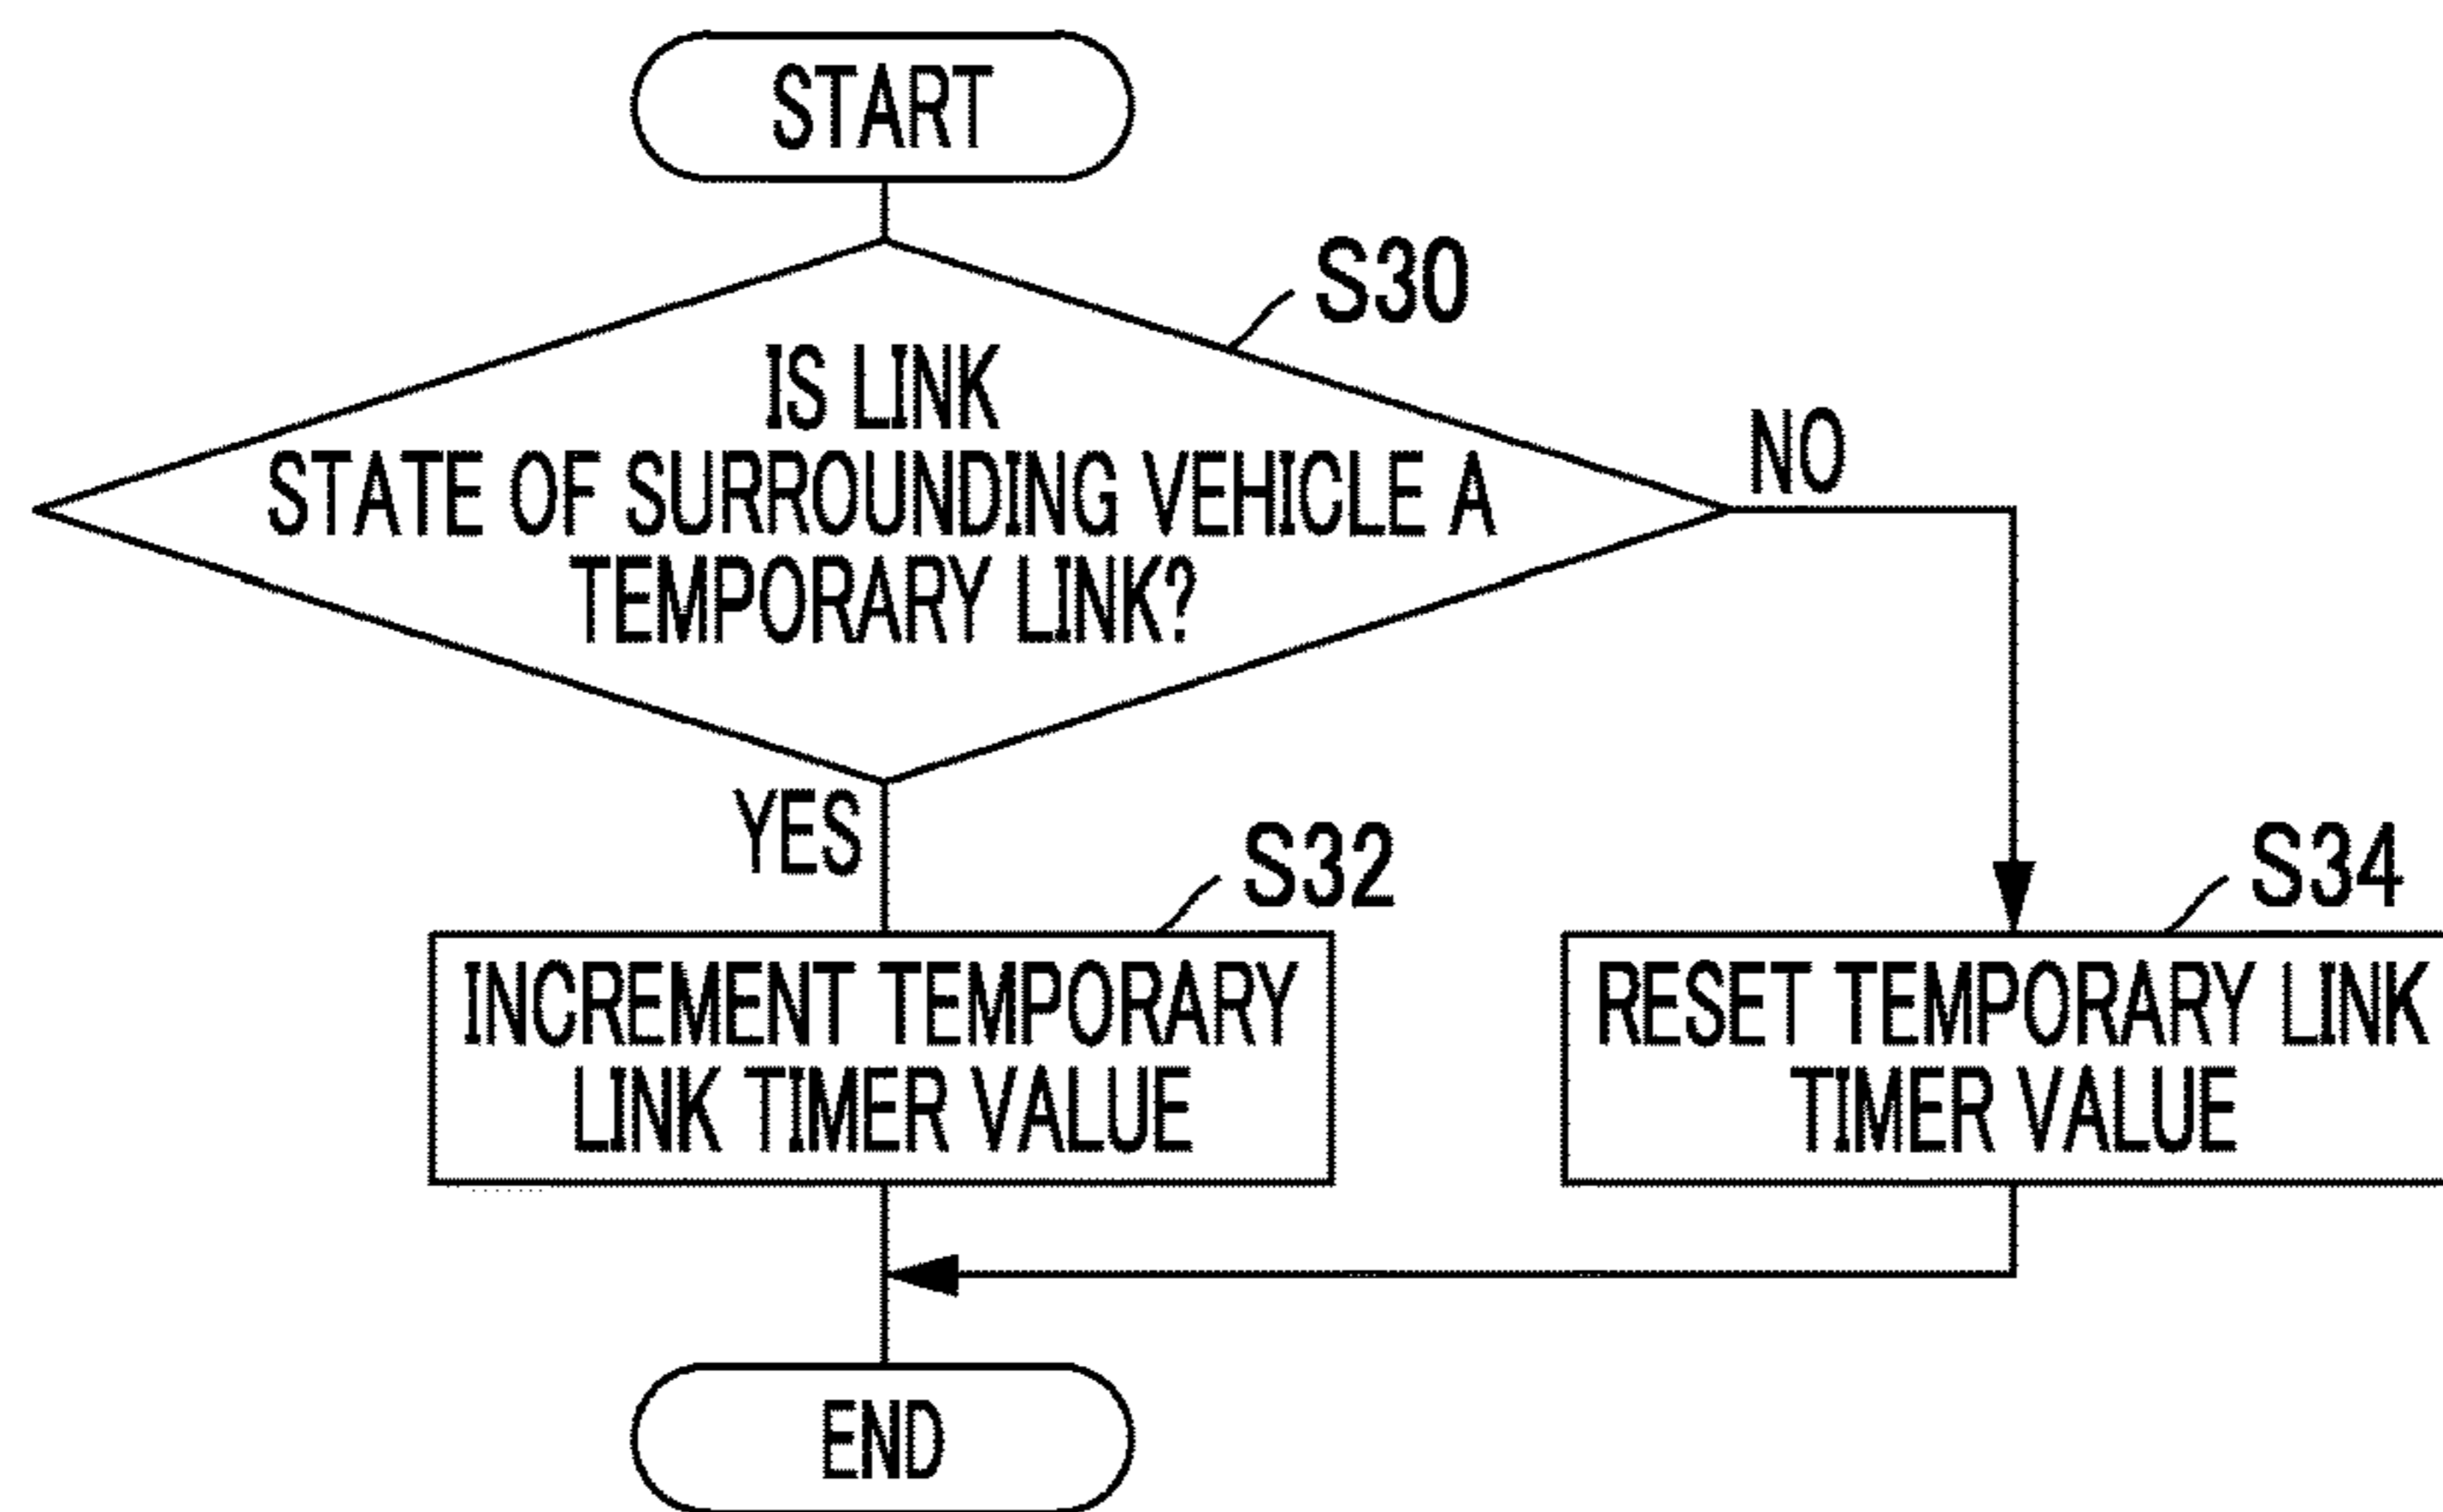 START
S30
IS LINK
STATE OF SURROUNDING VEHICLE A
TEMPORARY LINK?
NO
YES
S32
S34
INCREMENT TEMPORARY
LINK TIMER VALUE
RESET TEMPORARY LINK
TIMER VALUE
END